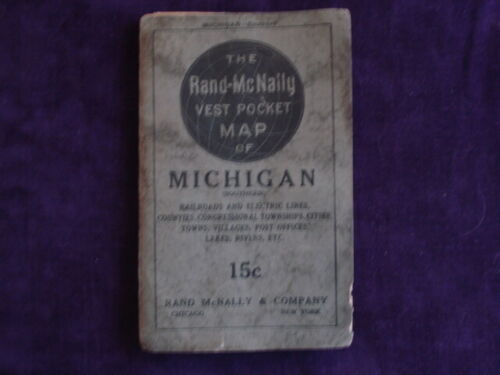 THE
Rand-McNally
VEST POCKET
MAP
OF
MICHIGAN
(SOUTHERN)
RAILROADS AND ELECTRIC LINES,
COUNTIES, CONGRESSIONAL TOWNSHIPS, CITIES
TOWNS, VILLAGES, POST OFFICES
LAKES, RIVERS, ETC.
15c
RAND McNALLY & COMPANY
CHICAGO NEW YORK